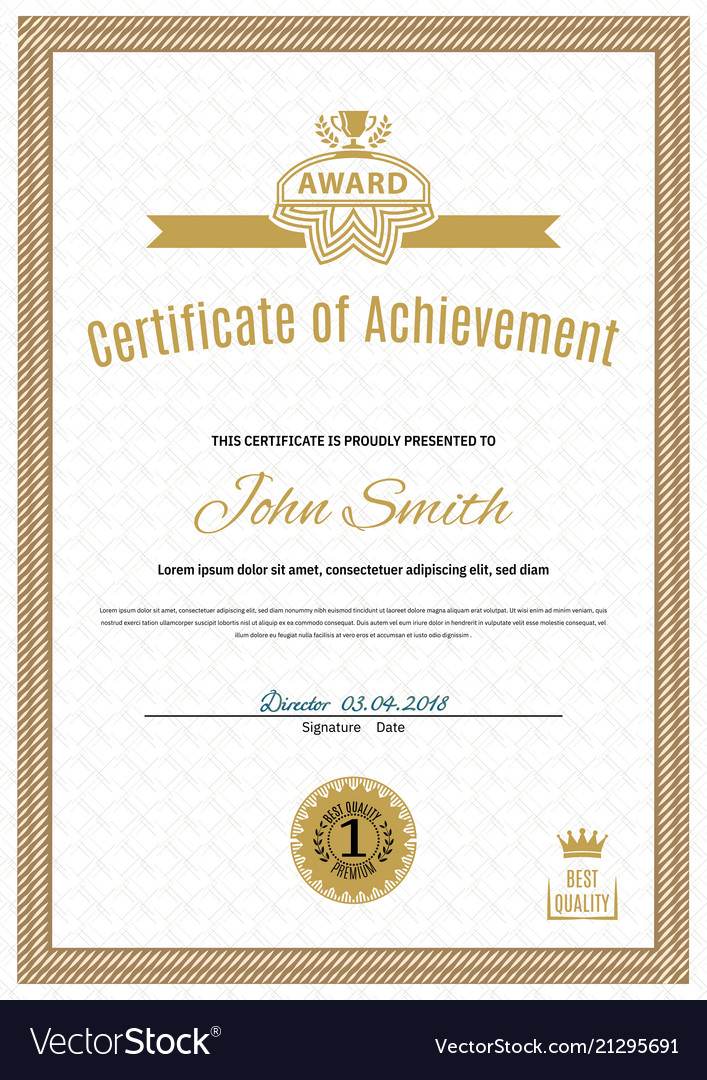 AWARD
Certificate of Achievement
THIS CERTIFICATE IS PROUDLY PRESENTED TO
John Smith
Lorem ipsum dolor sit amet, consectetuer adipiscing elit, sed diam
Lorem ipsum dolor sit amet, consectetuer adipiscing elit, sed diam nonummy nibh euismod tincidunt ut laoreet dolore magna aliquam erat volutpat. Ut wisi enim ad minim veniam, quis
nostrud exerci tation ullamcorper suscipit lobortis nisl ut aliquip ex ea commodo consequat. Duis autem vel eum iriure dolor in hendrerit in vulputate velit esse molestie consequat, vel
illum dolore eu feugiat nulla facilisis at vero eros et accumsan et iusto odio dignissim .
Director 03.04.2018
Signature Date
BEST QUALITY
1
PREMIUM
BEST
QUALITY
VectorStock®
VectorStock.com/21295691